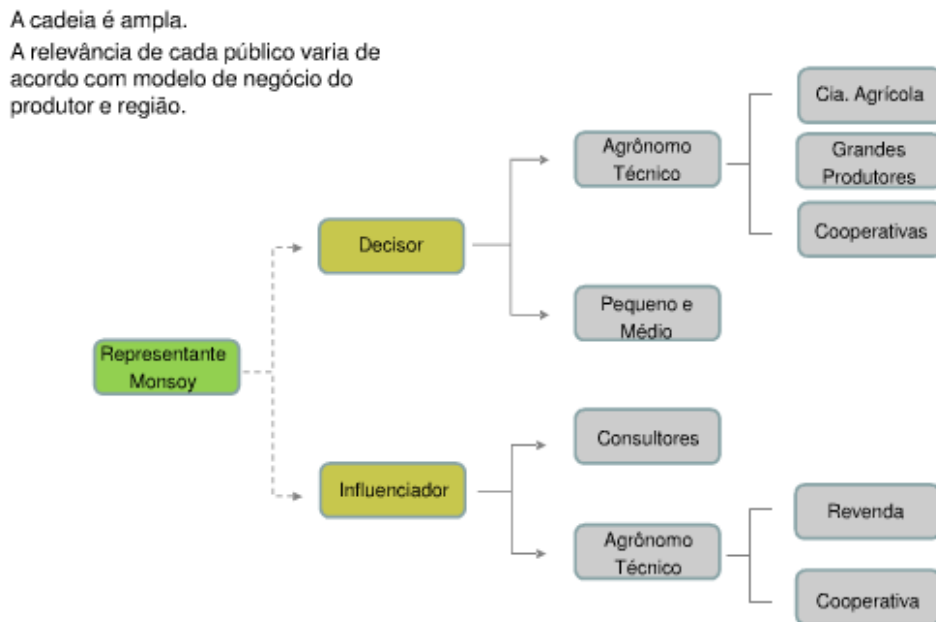 A cadeia é ampla.
A relevância de cada público varia de
acordo com modelo de negócio do
produtor e região.
Cia. Agrícola
Agrônomo
Técnico
Grandes
Produtores
Cooperativas
Decisor
Pequeno e
Médio
Representante
Monsoy
Consultores
Influenciador
Revenda
Agrônomo
Técnico
Cooperativa